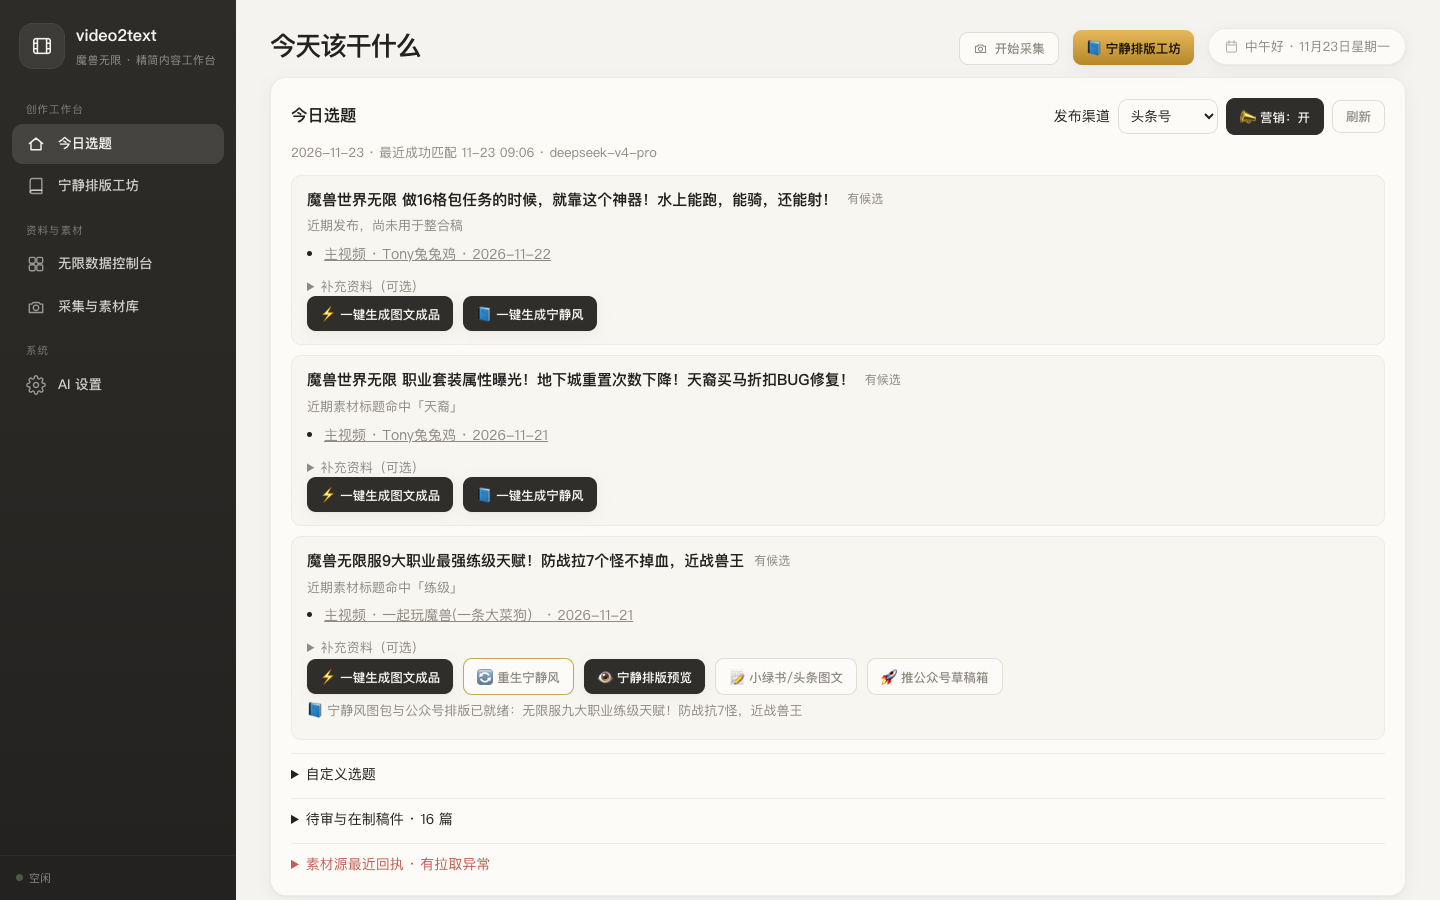 video2text
魔兽无限 · 精简内容工作台
创作工作台
今日选题
宁静排版工坊
资料与素材
无限数据控制台
采集与素材库
系统
AI 设置
空闲
今天该干什么
开始采集
宁静排版工坊
中午好 · 11月23日星期一
今日选题
发布渠道
头条号
营销：开
刷新
2026-11-23 · 最近成功匹配 11-23 09:06 · deepseek-v4-pro
魔兽世界无限 做16格包任务的时候，就靠这个神器！水上能跑，能骑，还能射！ 有候选
近期发布，尚未用于整合稿
主视频 · Tony兔兔鸡 · 2026-11-22
补充资料（可选）
一键生成图文成品
一键生成宁静风
魔兽世界无限 职业套装属性曝光！地下城重置次数下降！天裔买马折扣BUG修复！ 有候选
近期素材标题命中「天裔」
主视频 · Tony兔兔鸡 · 2026-11-21
补充资料（可选）
一键生成图文成品
一键生成宁静风
魔兽无限服9大职业最强练级天赋！防战拉7个怪不掉血，近战兽王 有候选
近期素材标题命中「练级」
主视频 · 一起玩魔兽(一条大菜狗） · 2026-11-21
补充资料（可选）
一键生成图文成品
重生宁静风
宁静排版预览
小绿书/头条图文
推公众号草稿箱
宁静风图包与公众号排版已就绪：无限服九大职业练级天赋！防战抗7怪，近战兽王
自定义选题
待审与在制稿件 · 16 篇
素材源最近回执 · 有拉取异常